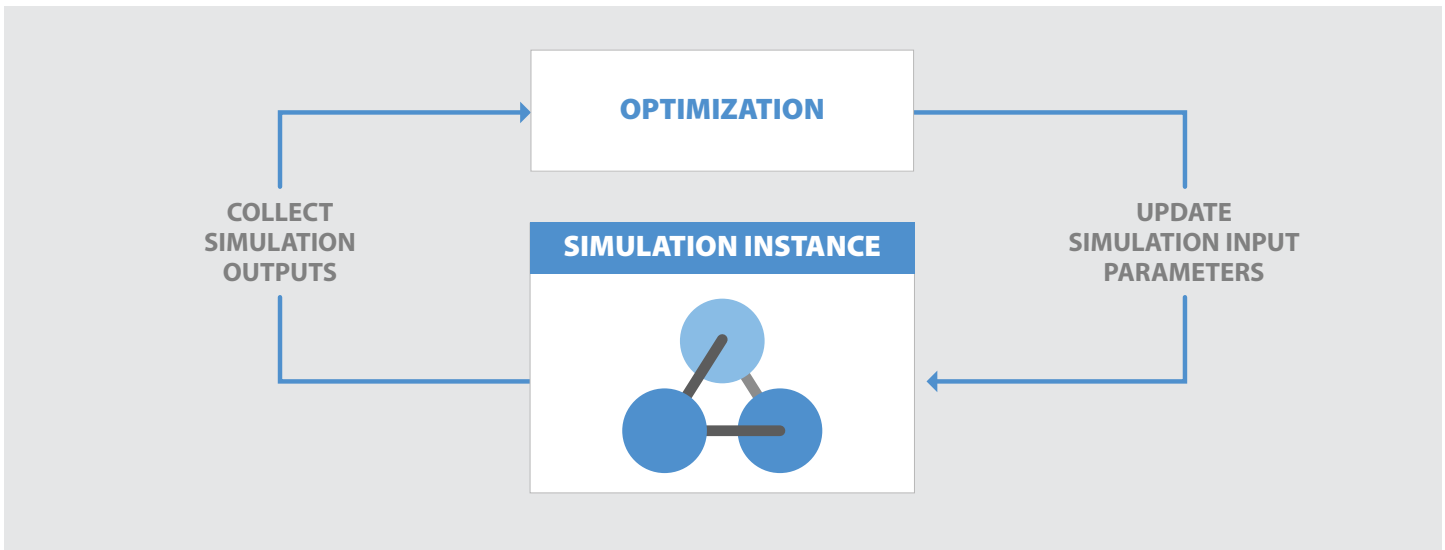 OPTIMIZATION
COLLECT
SIMULATION
OUTPUTS
UPDATE
SIMULATION INPUT
PARAMETERS
SIMULATION INSTANCE